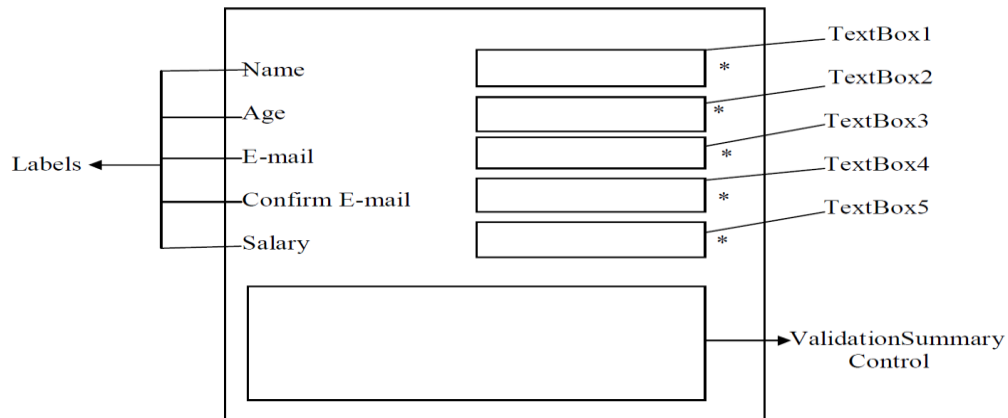 TextBox1
Name *
TextBox2
Age *
TextBox3
E-mail *
Labels
TextBox4
Confirm E-mail *
TextBox5
Salary *
ValidationSummary
Control